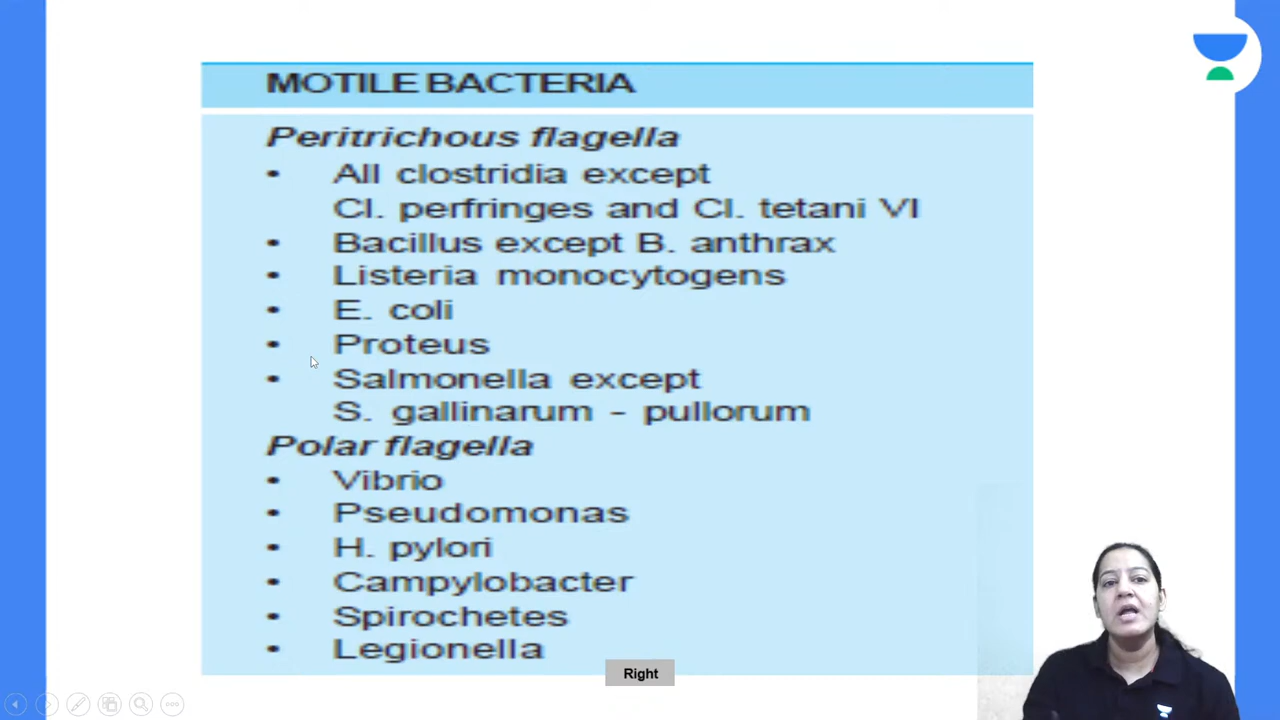 MOTILE BACTERIA
Peritrichous flagella
• All clostridia except
Cl. perfringes and Cl. tetani VI
• Bacillus except B. anthrax
• Listeria monocytogens
• E. coli
• Proteus
• Salmonella except
S. gallinarum - pullorum
Polar flagella
• Vibrio
• Pseudomonas
• H. pylori
• Campylobacter
• Spirochetes
• Legionella
Right